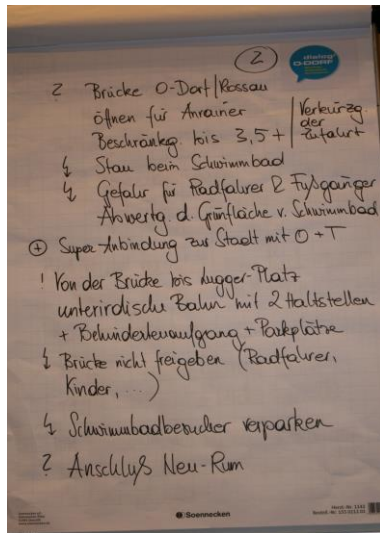 2
dialog
O-DORF
? Brücke O-Dorf/Rossau
öffnen für Anrainer
Beschränkg. bis 3,5 t
Verkürzg.
der
Zufahrt
Stau beim Schwimmbad
Gefahr für Radfahrer & Fußgänger
Abwertg. d. Grünfläche v. Schwimmbad
+ Super-Anbindung zur Stadt mit O + T
! Von der Brücke bis Lugger-Platz
unterirdische Bahn mit 2 Haltstellen
+ Behindertenaufgang + Parkplätze
Brücke nicht freigeben (Radfahrer,
Kinder, ...)
Schwimmbadbesucher verparken
? Anschluß Neu-Rum
Soennecken